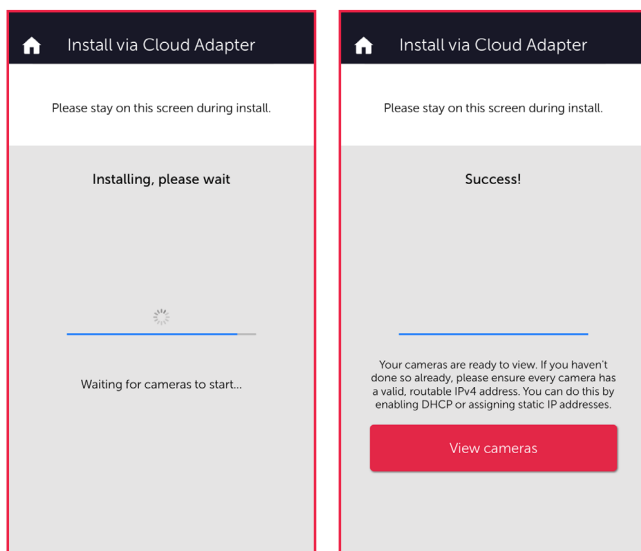 Install via Cloud Adapter
Please stay on this screen during install.
Installing, please wait
Waiting for cameras to start...
Install via Cloud Adapter
Please stay on this screen during install.
Success!
Your cameras are ready to view. If you haven't
done so already, please ensure every camera has
a valid, routable IPv4 address. You can do this by
enabling DHCP or assigning static IP addresses.
View cameras